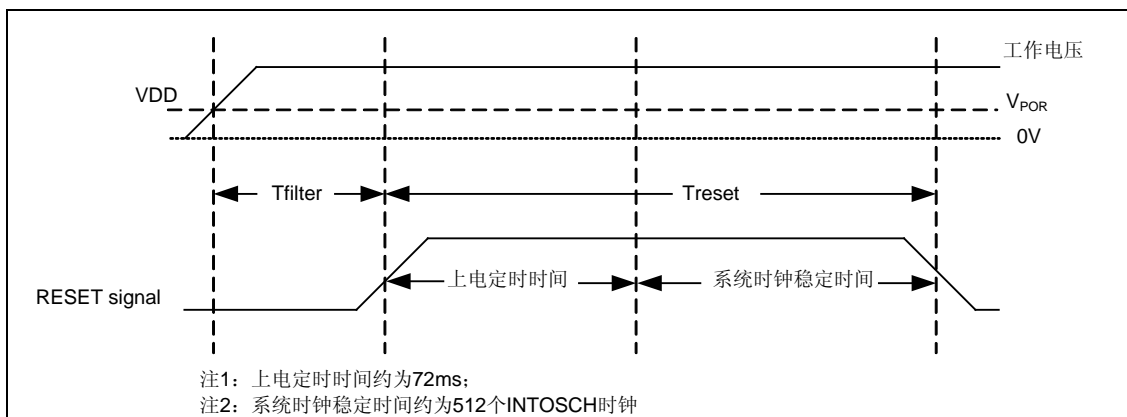 工作电压
VDD
VPOR
0V
Tfilter
Treset
上电定时时间
系统时钟稳定时间
RESET signal
注1：上电定时时间约为72ms；
注2：系统时钟稳定时间约为512个INTOSCH时钟